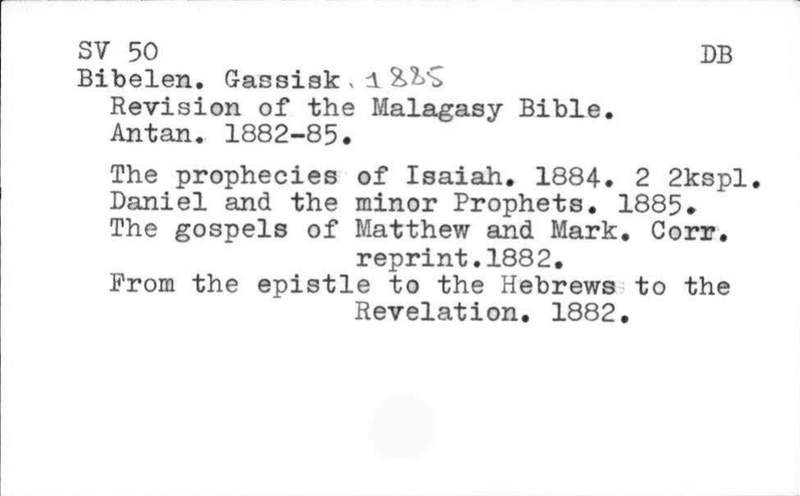 SV 50 DB
Bibelen. Gassisk. 1885
Revision of the Malagasy Bible.
Antan. 1882-85.
The prophecies of Isaiah. 1884. 2 2kspl.
Daniel and the minor Prophets. 1885.
The gospels of Matthew and Mark. Corr.
reprint.1882.
From the epistle to the Hebrews to the
Revelation. 1882.